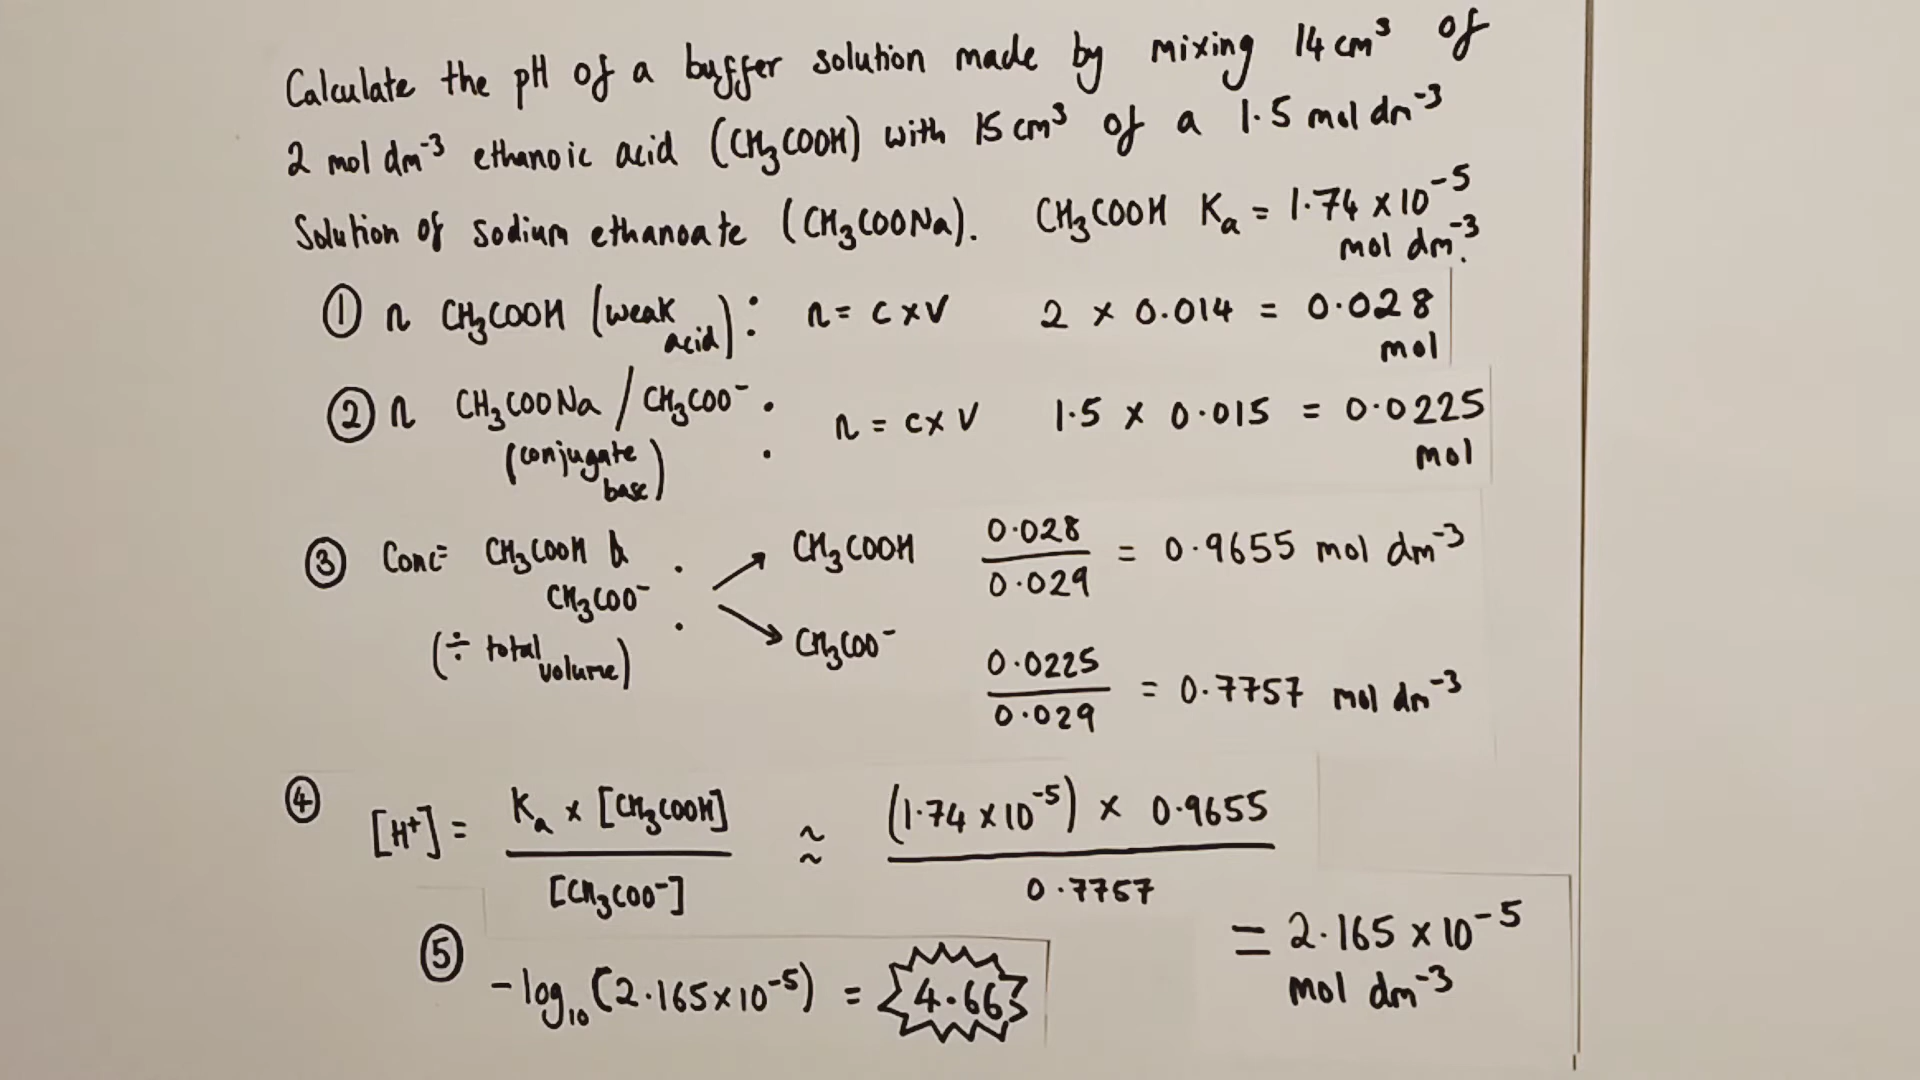 Calculate the pH of a buffer solution made by mixing 14 cm³ of
2 mol dm⁻³ ethanoic acid (CH₃COOH) with 15 cm³ of a 1.5 mol dm⁻³
Solution of sodium ethanoate (CH₃COONa). CH₃COOH Kₐ = 1.74 × 10⁻⁵
mol dm⁻³.
① n CH₃COOH (weak acid): n = c × V 2 × 0.014 = 0.028
mol
② n CH₃COONa / CH₃COO⁻ : n = c × V 1.5 × 0.015 = 0.0225
(conjugate base) mol
③ Conc= CH₃COOH & CH₃COO⁻ :
(÷ total volume)
CH₃COOH 0.028 / 0.029 = 0.9655 mol dm⁻³
CH₃COO⁻ 0.0225 / 0.029 = 0.7757 mol dm⁻³
④ [H⁺] = Kₐ × [CH₃COOH] / [CH₃COO⁻] ≈ (1.74 × 10⁻⁵) × 0.9655 / 0.7757
= 2.165 × 10⁻⁵
mol dm⁻³
⑤ -log₁₀ (2.165 × 10⁻⁵) = 4.66